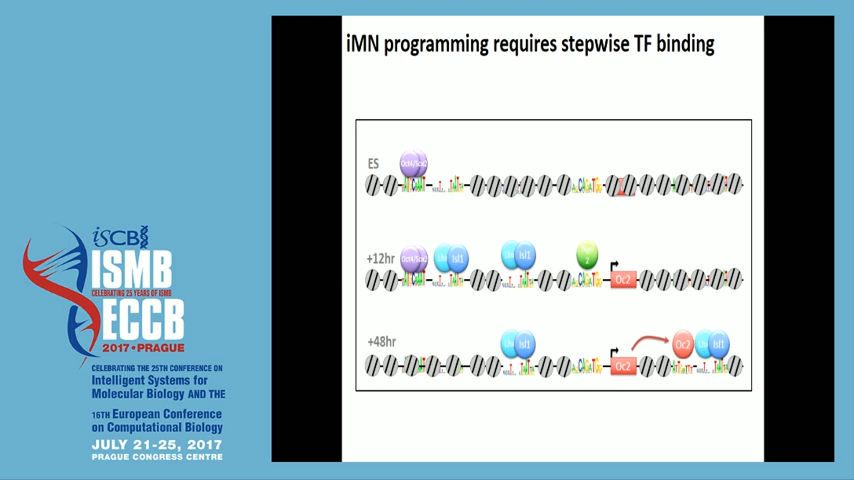 iMN programming requires stepwise TF binding
ES
Oct4/Sox2
+12hr
Oct4/Sox2
Isl1
Isl1
2
Oc2
+48hr
Isl1
Oc2
Oc2
Isl1
iSCB
ISMB
CELEBRATING 25 YEARS OF ISMB
ECCB
2017 • PRAGUE
CELEBRATING THE 25TH CONFERENCE ON
Intelligent Systems for
Molecular Biology AND THE
16TH European Conference
on Computational Biology
JULY 21-25, 2017
PRAGUE CONGRESS CENTRE